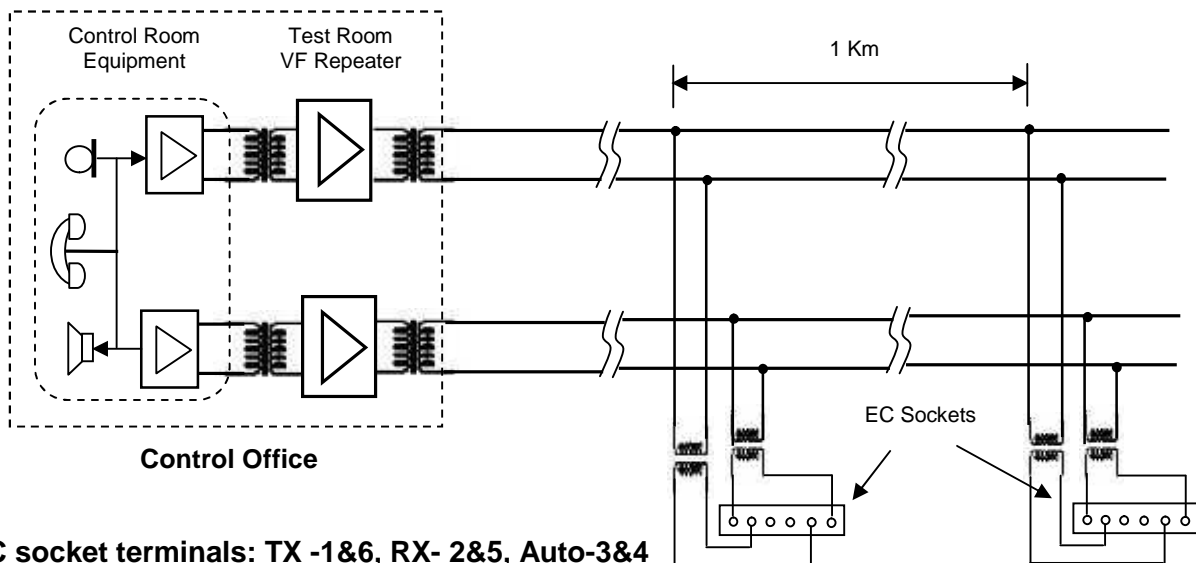 Control Room
Equipment
Test Room
VF Repeater
1 Km
EC Sockets
Control Office
C socket terminals: TX -1&6, RX- 2&5, Auto-3&4